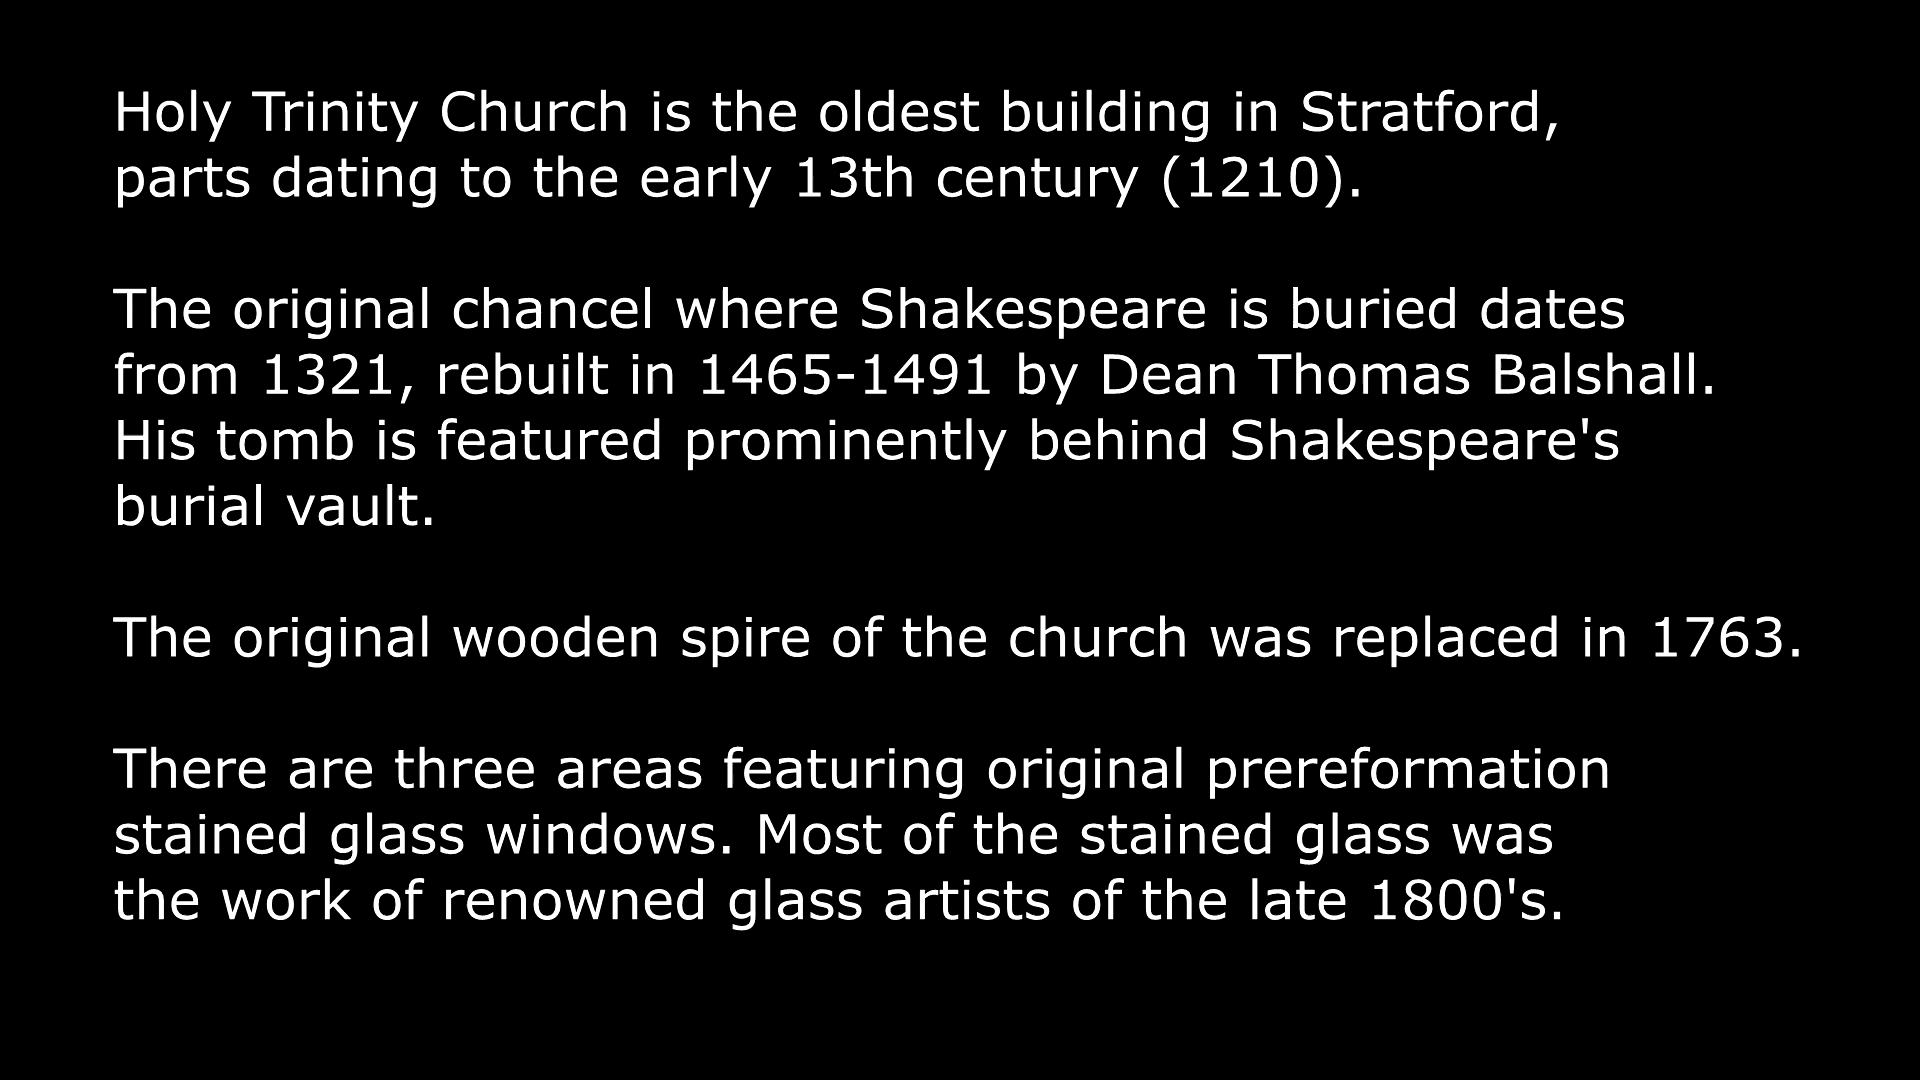 Holy Trinity Church is the oldest building in Stratford,
parts dating to the early 13th century (1210).
The original chancel where Shakespeare is buried dates
from 1321, rebuilt in 1465-1491 by Dean Thomas Balshall.
His tomb is featured prominently behind Shakespeare's
burial vault.
The original wooden spire of the church was replaced in 1763.
There are three areas featuring original prereformation
stained glass windows. Most of the stained glass was
the work of renowned glass artists of the late 1800's.